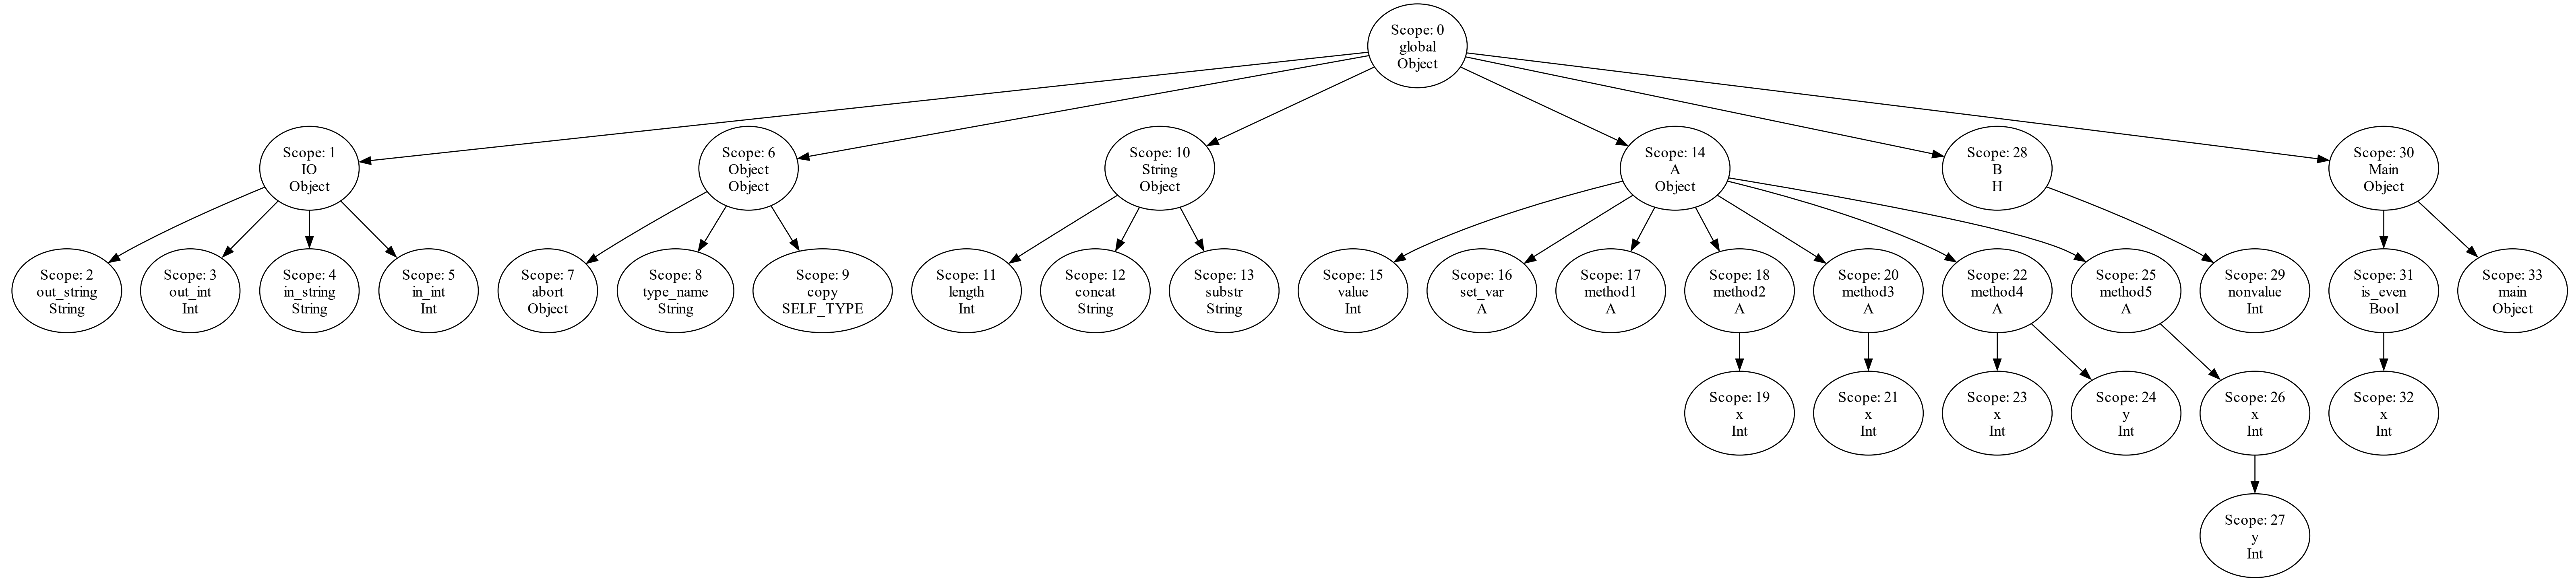 Scope: 0
global
Object
Scope: 1
IO
Object
Scope: 6
Object
Object
Scope: 10
String
Object
Scope: 14
A
Object
Scope: 28
B
H
Scope: 30
Main
Object
Scope: 2
out_string
String
Scope: 3
out_int
Int
Scope: 4
in_string
String
Scope: 5
in_int
Int
Scope: 7
abort
Object
Scope: 8
type_name
String
Scope: 9
copy
SELF_TYPE
Scope: 11
length
Int
Scope: 12
concat
String
Scope: 13
substr
String
Scope: 15
value
Int
Scope: 16
set_var
A
Scope: 17
method1
A
Scope: 18
method2
A
Scope: 20
method3
A
Scope: 22
method4
A
Scope: 25
method5
A
Scope: 29
nonvalue
Int
Scope: 31
is_even
Bool
Scope: 33
main
Object
Scope: 19
x
Int
Scope: 21
x
Int
Scope: 23
x
Int
Scope: 24
y
Int
Scope: 26
x
Int
Scope: 32
x
Int
Scope: 27
y
Int